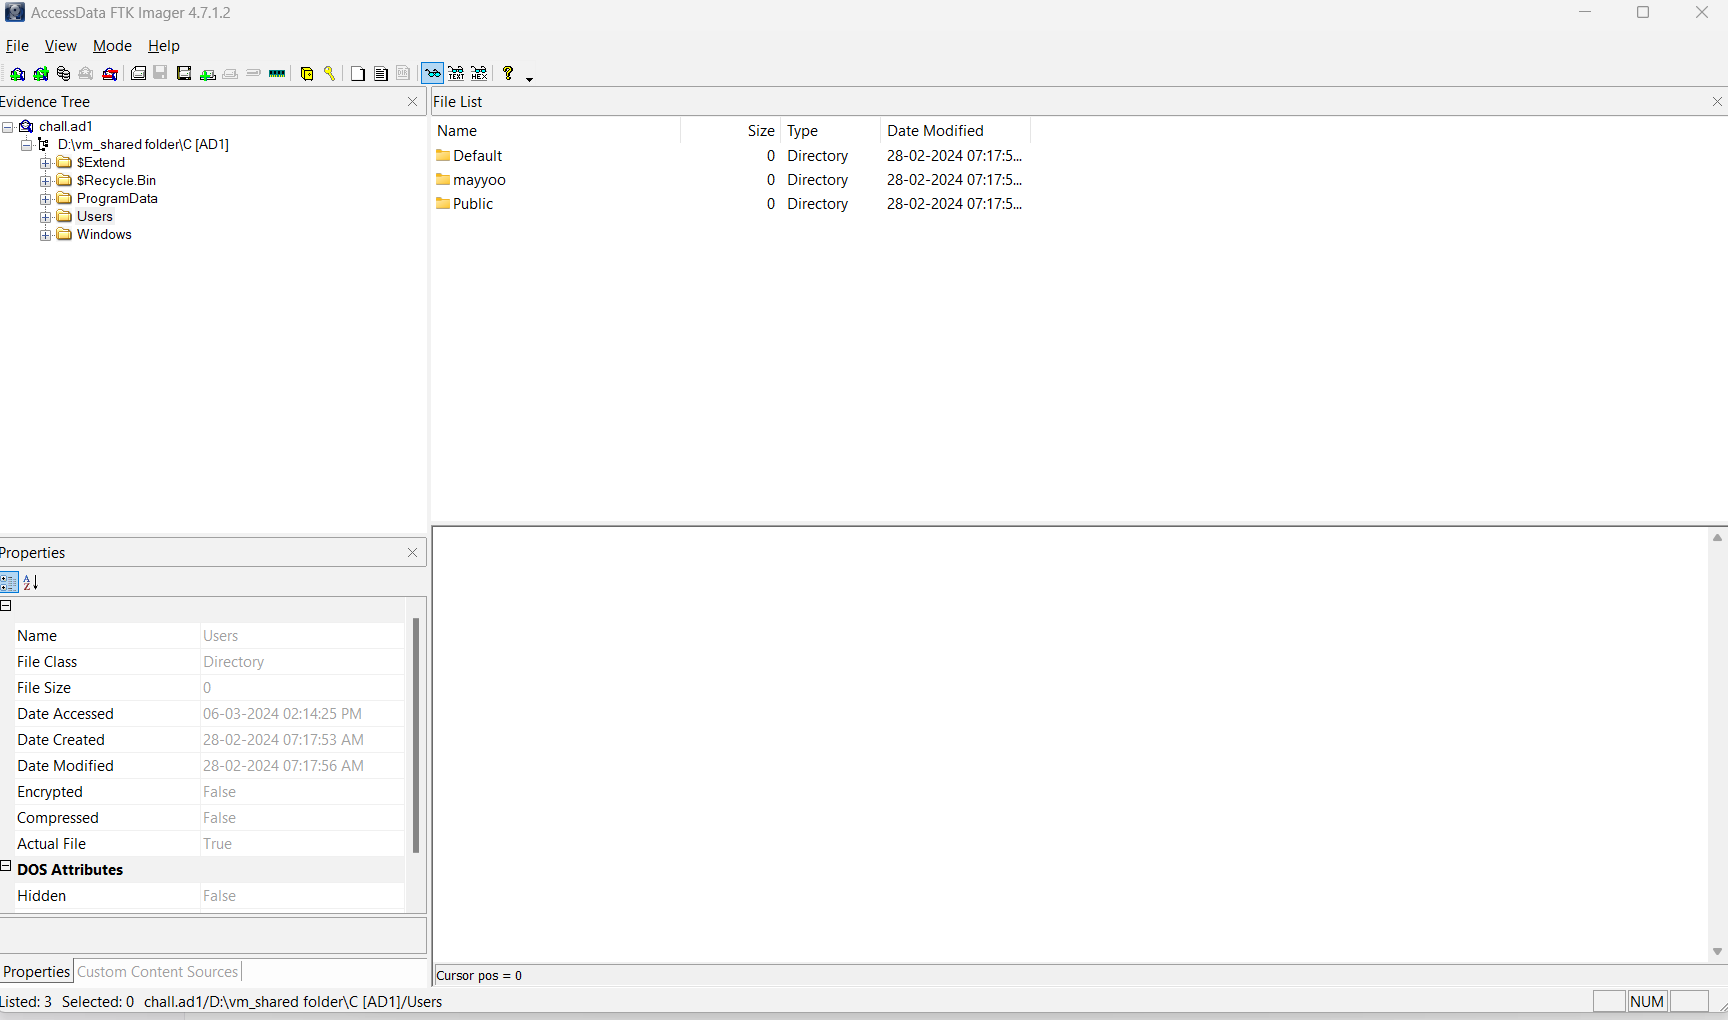 AccessData FTK Imager 4.7.1.2
File View Mode Help
Evidence Tree
chall.ad1
D:\vm_shared folder\C [AD1]
$Extend
$Recycle.Bin
ProgramData
Users
Windows
File List
Name Size Type Date Modified
Default 0 Directory 28-02-2024 07:17:5...
mayyoo 0 Directory 28-02-2024 07:17:5...
Public 0 Directory 28-02-2024 07:17:5...
Properties
Name Users
File Class Directory
File Size 0
Date Accessed 06-03-2024 02:14:25 PM
Date Created 28-02-2024 07:17:53 AM
Date Modified 28-02-2024 07:17:56 AM
Encrypted False
Compressed False
Actual File True
DOS Attributes
Hidden False
Properties Custom Content Sources
Cursor pos = 0
Listed: 3 Selected: 0 chall.ad1/D:\vm_shared folder\C [AD1]/Users
NUM